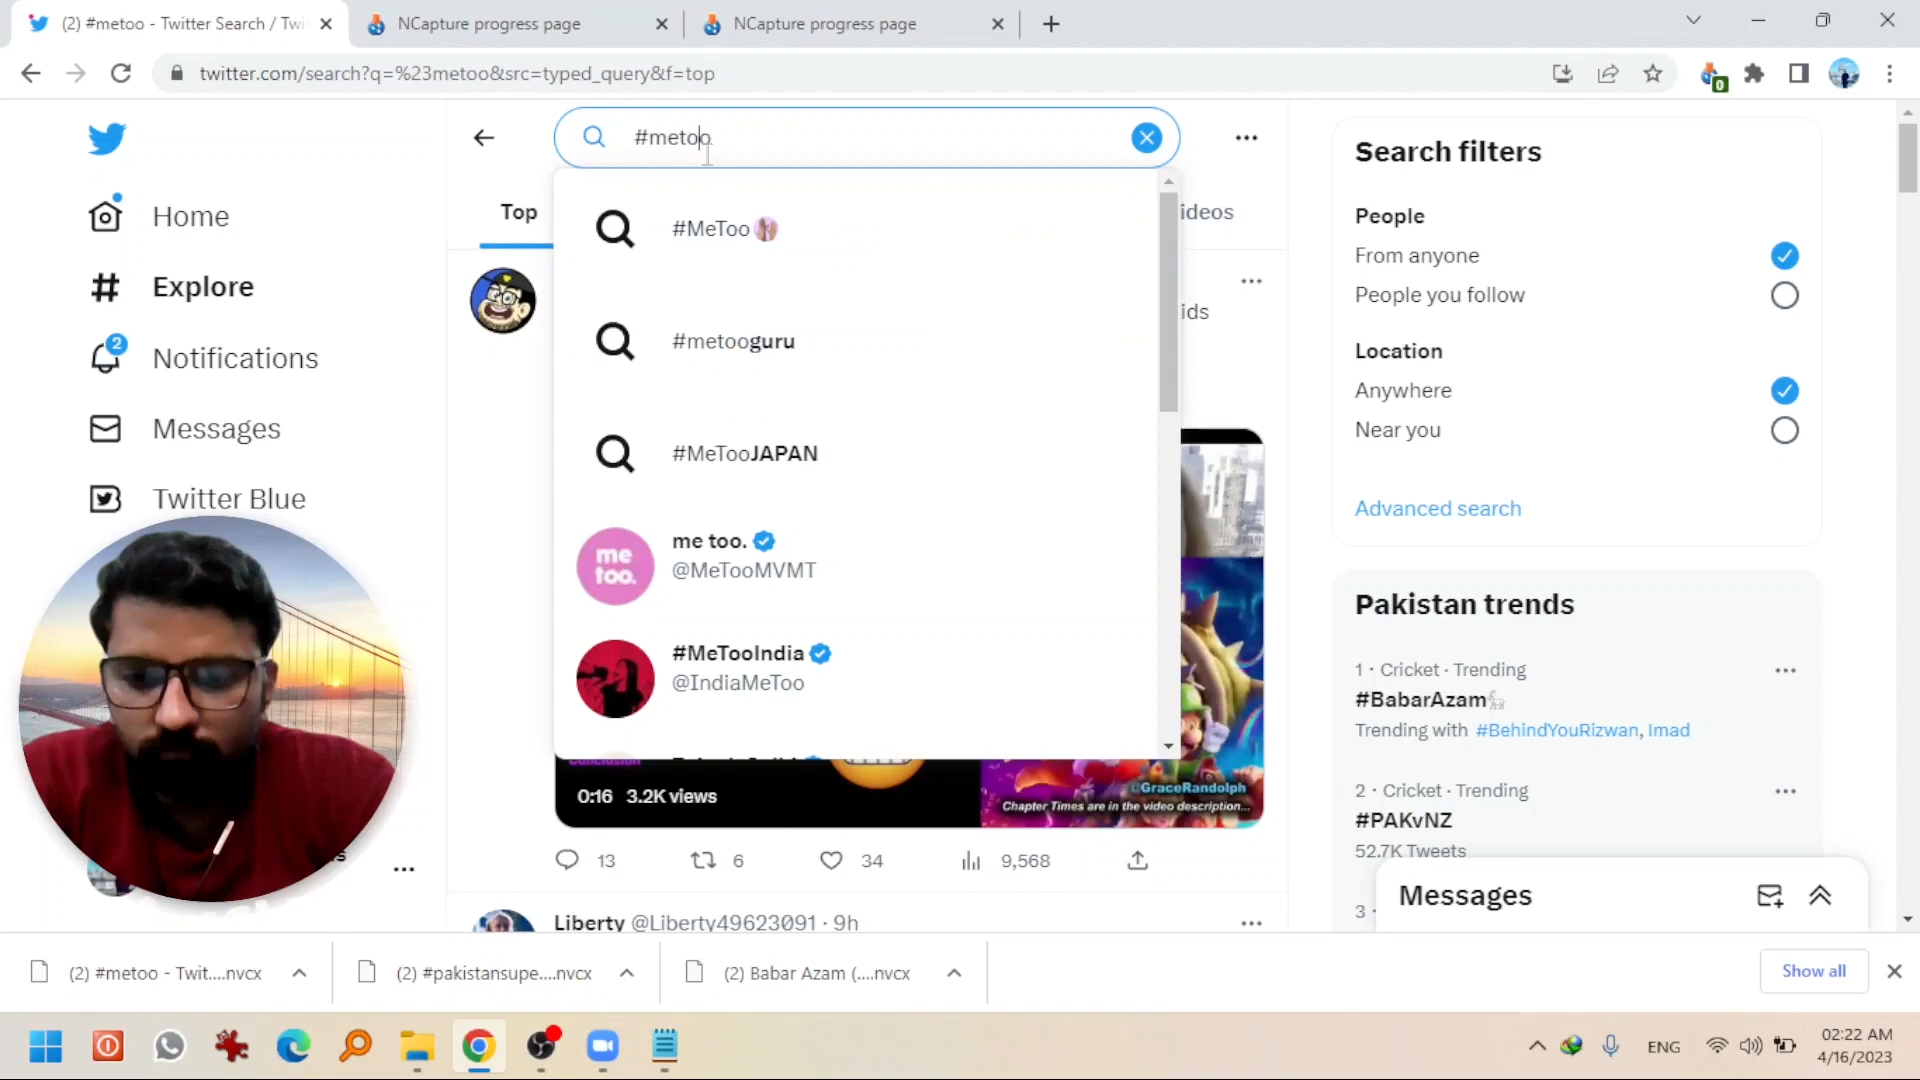 (2) #metoo - Twitter Search / Twi
NCapture progress page
NCapture progress page
twitter.com/search?q=%23metoo&src=typed_query&f=top
0
#metoo
Search filters
Home
#MeToo
Top
ideos
People
From anyone
People you follow
Explore
ids
#metooguru
Location
Anywhere
Near you
2
Notifications
Messages
#MeTooJAPAN
Twitter Blue
Advanced search
me too.
me too.
@MeTooMVMT
Pakistan trends
#MeTooIndia
@IndiaMeToo
1 · Cricket · Trending
#BabarAzam
Trending with #BehindYouRizwan, Imad
0:16 3.2K views
@GraceRandolph
Chapter Times are in the video description...
2 · Cricket · Trending
#PAKvNZ
52.7K Tweets
13
6
34
9,568
Messages
3 ·
Liberty @Liberty49623091 · 9h
(2) #metoo - Twit....nvcx
(2) #pakistansupe....nvcx
(2) Babar Azam (....nvcx
Show all
ENG
02:22 AM
4/16/2023